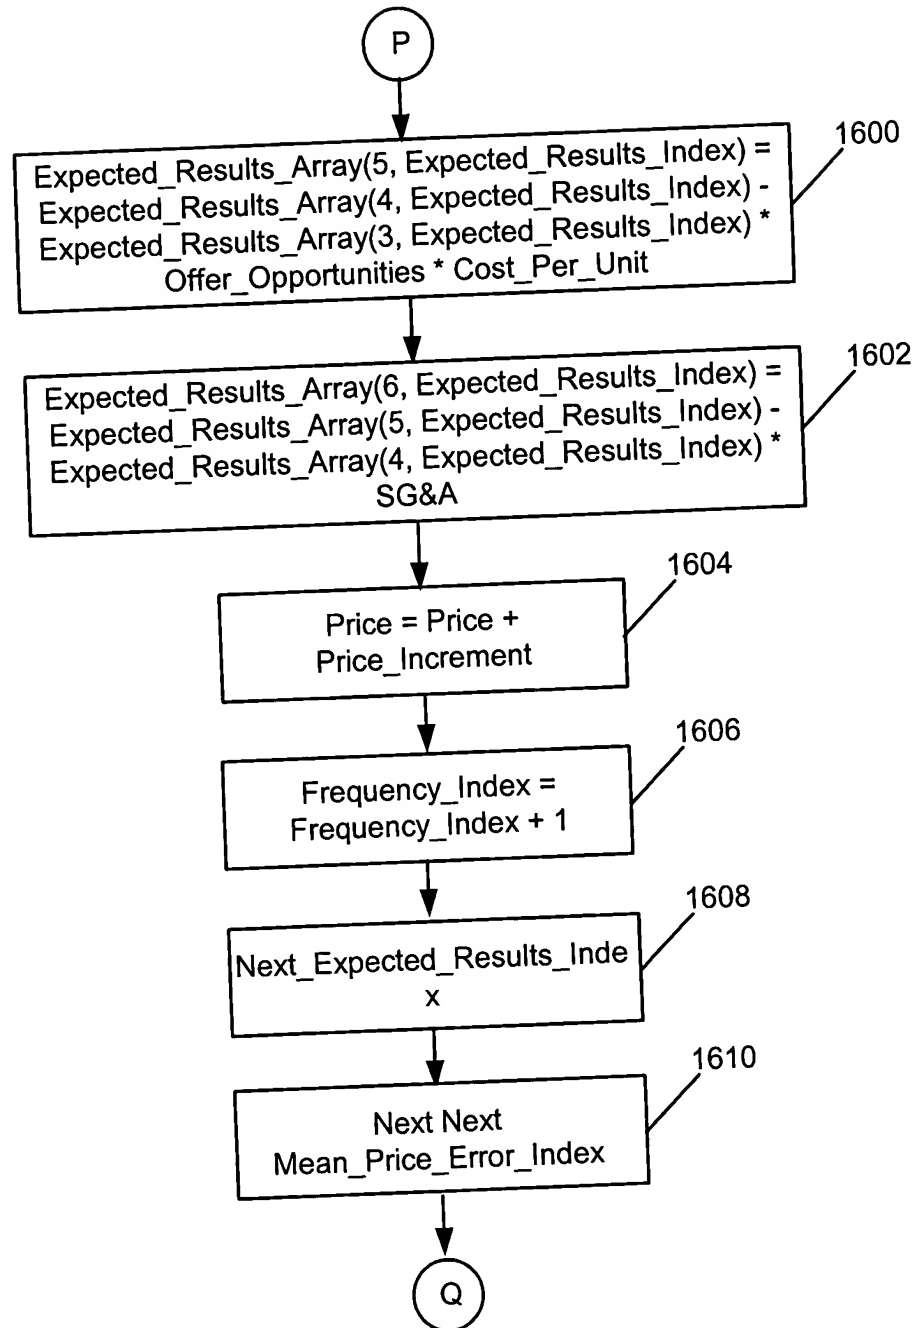 P
1600
Expected_Results_Array(5, Expected_Results_Index) =
Expected_Results_Array(4, Expected_Results_Index) -
Expected_Results_Array(3, Expected_Results_Index) *
Offer_Opportunities * Cost_Per_Unit
1602
Expected_Results_Array(6, Expected_Results_Index) =
Expected_Results_Array(5, Expected_Results_Index) -
Expected_Results_Array(4, Expected_Results_Index) *
SG&A
1604
Price = Price +
Price_Increment
1606
Frequency_Index =
Frequency_Index + 1
1608
Next_Expected_Results_Inde
x
1610
Next Next
Mean_Price_Error_Index
Q